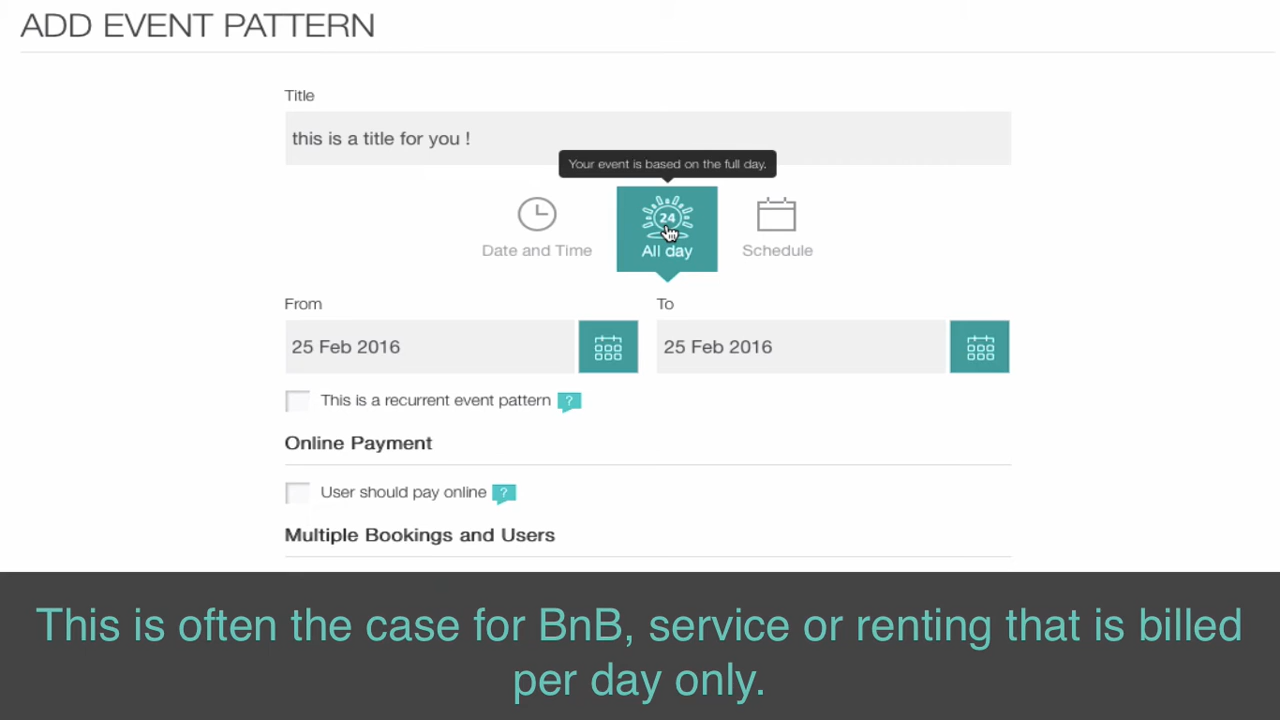 ADD EVENT PATTERN
Title
this is a title for you !
Your event is based on the full day.
24
Date and Time
All day
Schedule
From
To
25 Feb 2016
25 Feb 2016
This is a recurrent event pattern ?
Online Payment
User should pay online ?
Multiple Bookings and Users
This is often the case for BnB, service or renting that is billed
per day only.